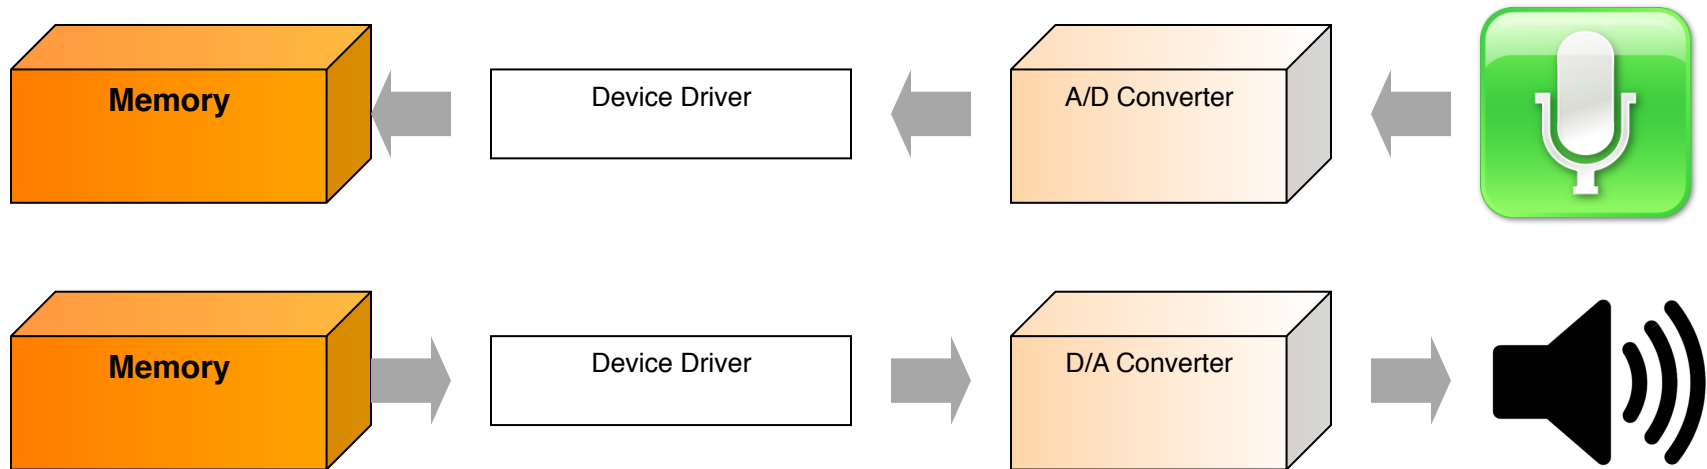 Memory
Device Driver
A/D Converter
Memory
Device Driver
D/A Converter